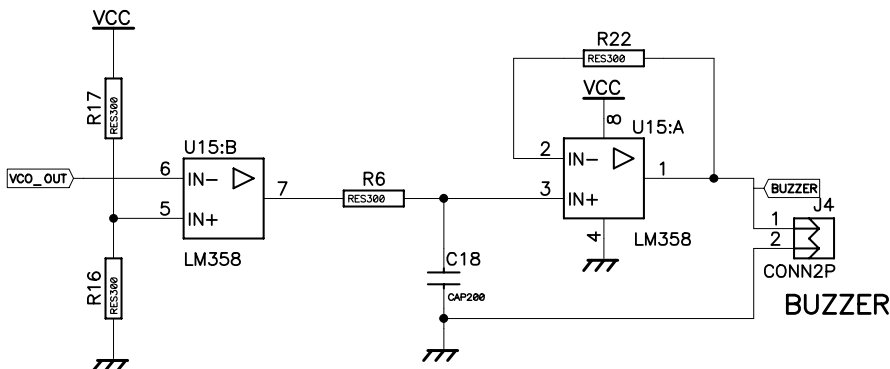 VCC
R17
RES300
VCO_OUT
U15:B
6
IN-
5
IN+
7
LM358
R16
RES300
R6
RES300
C18
CAP200
R22
RES300
VCC
8
U15:A
2
IN-
3
IN+
1
4
LM358
BUZZER
J4
1
2
CONN2P
BUZZER